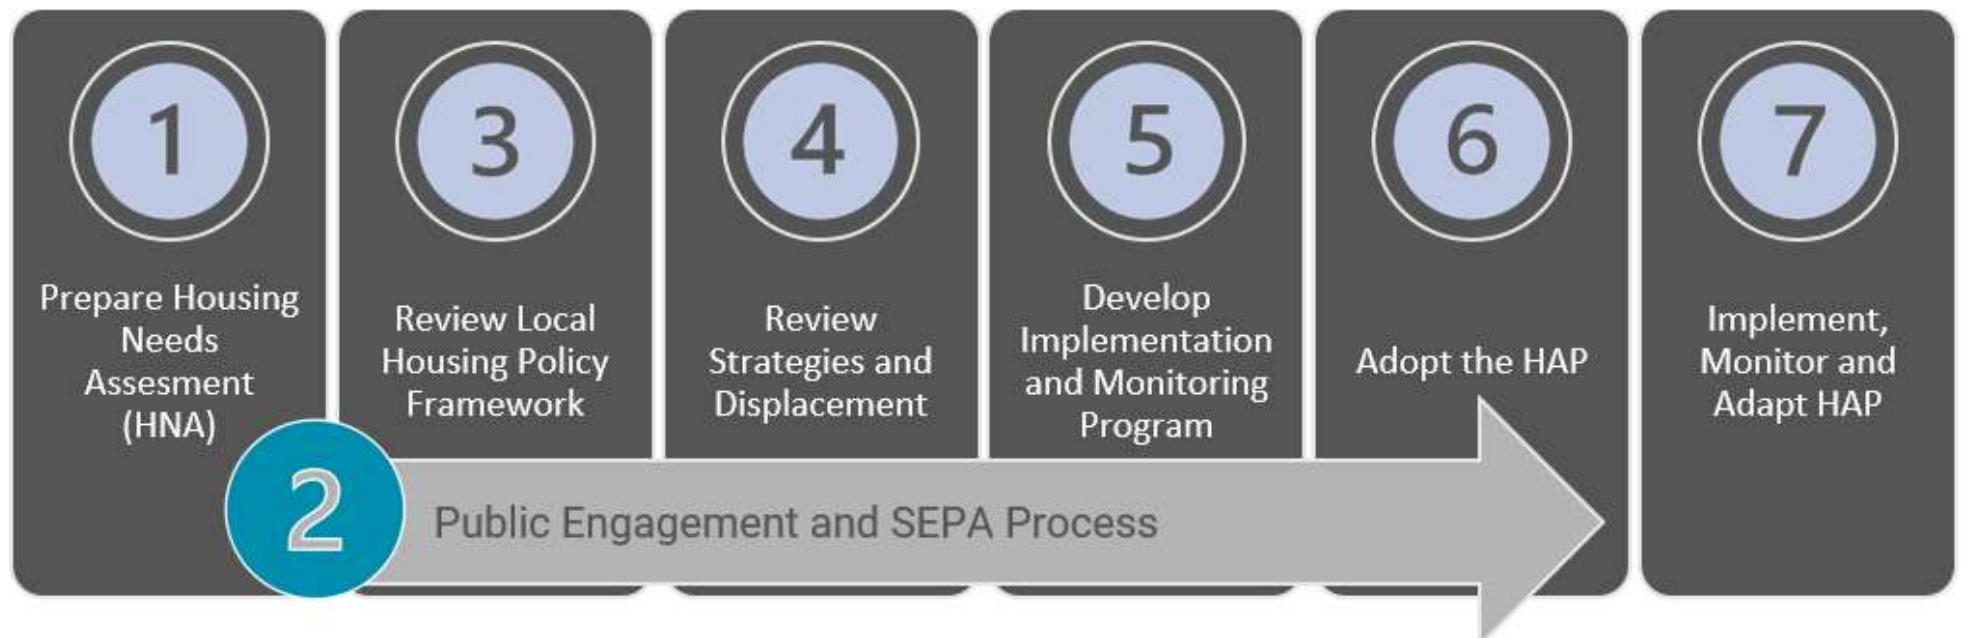 1
Prepare Housing
Needs
Assesment
(HNA)
2
Public Engagement and SEPA Process
3
Review Local
Housing Policy
Framework
4
Review
Strategies and
Displacement
5
Develop
Implementation
and Monitoring
Program
6
Adopt the HAP
7
Implement,
Monitor and
Adapt HAP